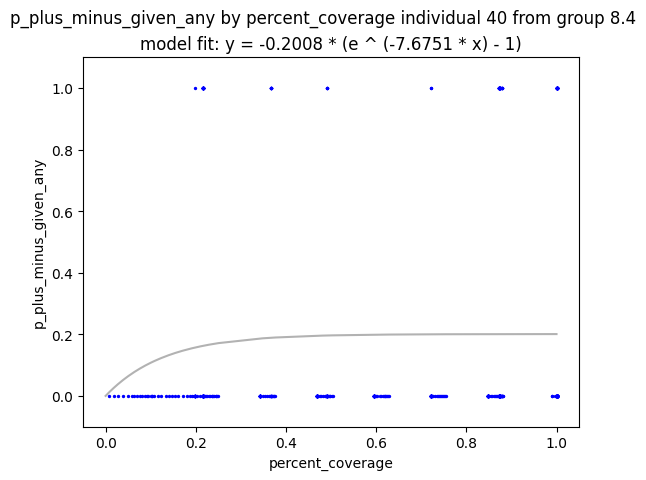 p_plus_minus_given_any by percent_coverage individual 40 from group 8.4
model fit: y = -0.2008 * (e ^ (-7.6751 * x) - 1)
1.0
0.8
0.6
0.4
0.2
0.0
p_plus_minus_given_any
0.0 0.2 0.4 0.6 0.8 1.0
percent_coverage